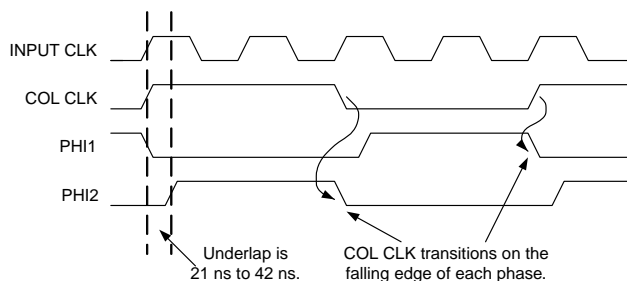 INPUT CLK
COL CLK
PHI1
PHI2
Underlap is
21 ns to 42 ns.
COL CLK transitions on the
falling edge of each phase.